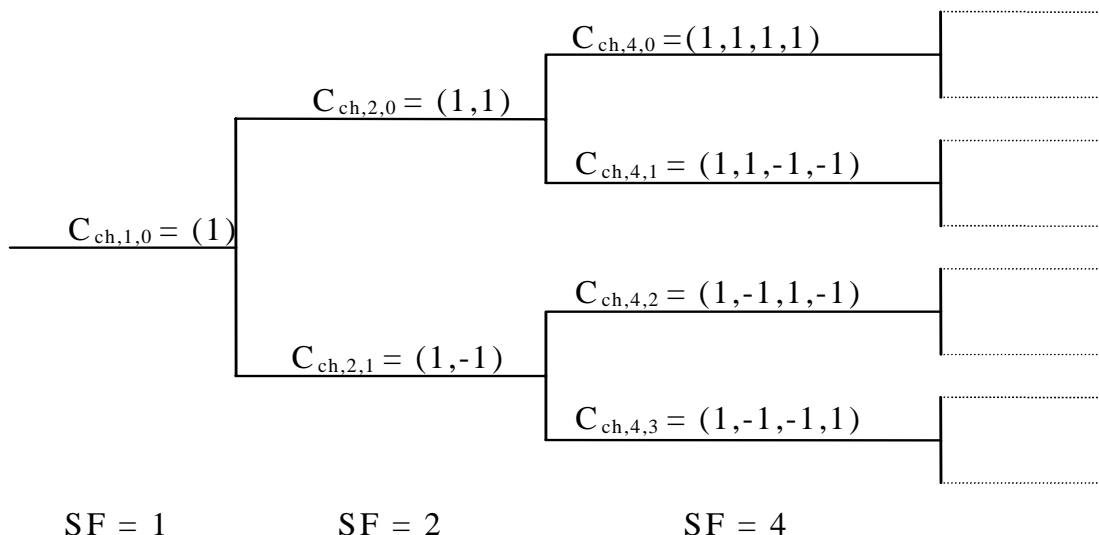 C ch,4,0 = (1,1,1,1)
C ch,2,0 = (1,1)
C ch,4,1 = (1,1,-1,-1)
C ch,1,0 = (1)
C ch,4,2 = (1,-1,1,-1)
C ch,2,1 = (1,-1)
C ch,4,3 = (1,-1,-1,1)
SF = 1 SF = 2 SF = 4